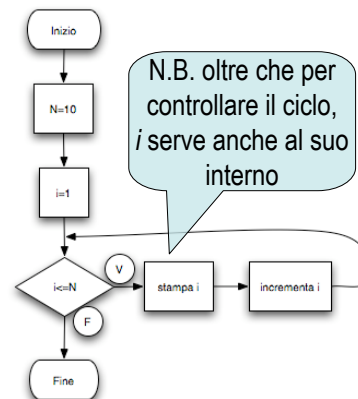 Inizio
N.B. oltre che per
controllare il ciclo,
i serve anche al suo
interno
N=10
i=1
i<=N
V
stampa i
incrementa i
F
Fine